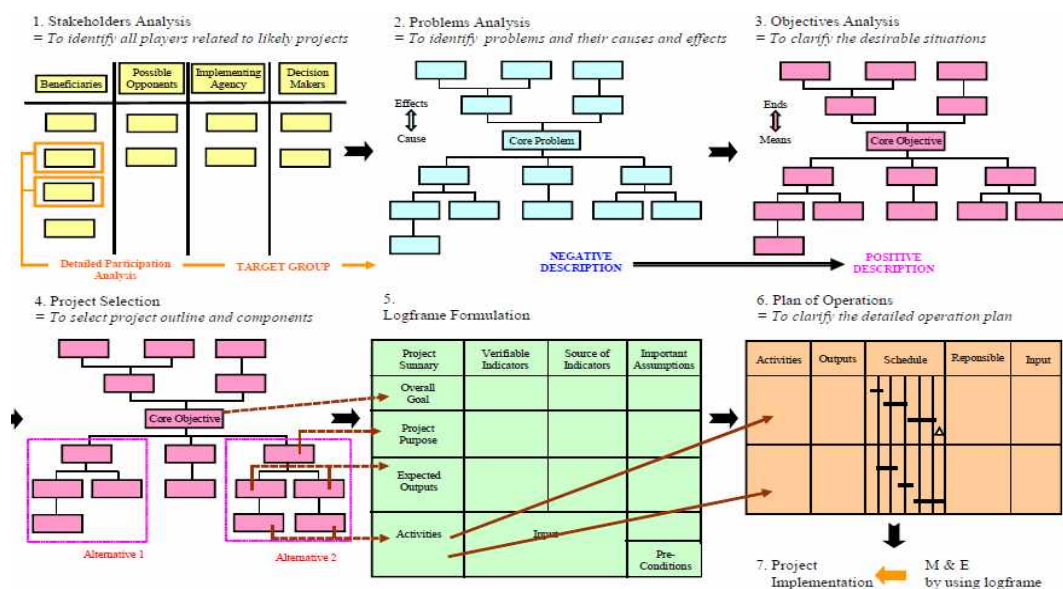 1. Stakeholders Analysis
= To identify all players related to likely projects
Beneficiaries
Possible
Opponents
Implementing
Agency
Decision
Makers
Detailed Participation
Analysis
TARGET GROUP
2. Problems Analysis
= To identify problems and their causes and effects
Effects
Cause
Core Problem
NEGATIVE
DESCRIPTION
3. Objectives Analysis
= To clarify the desirable situations
Ends
Means
Core Objective
POSITIVE
DESCRIPTION
4. Project Selection
= To select project outline and components
Core Objective
Alternative 1
Alternative 2
5.
Logframe Formulation
Project
Sunnary
Verifiable
Indicators
Source of
Indicators
Important
Assumptions
Overall
Goal
Project
Purpose
Expected
Outputs
Activities
Input
Pre-
Conditions
6. Plan of Operations
= To clarify the detailed operation plan
Activities
Outputs
Schedule
Reponsible
Input
7. Project
Implementation
M & E
by using logframe